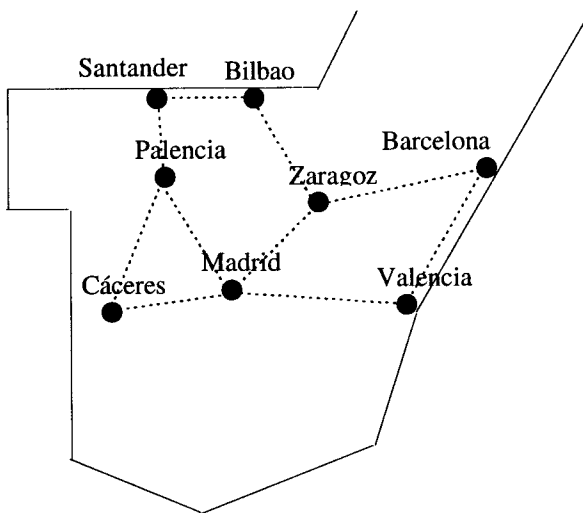 Santander
Bilbao
Palencia
Barcelona
Zaragoz
Madrid
Cáceres
Valencia